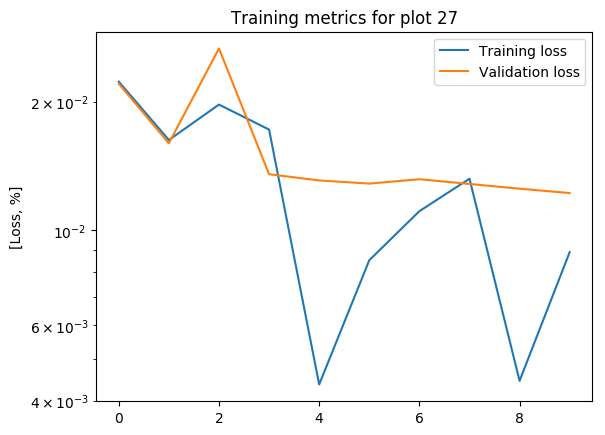 Training metrics for plot 27
Training loss
Validation loss
[Loss, %]
2 × 10⁻²
10⁻²
6 × 10⁻³
4 × 10⁻³
0 2 4 6 8